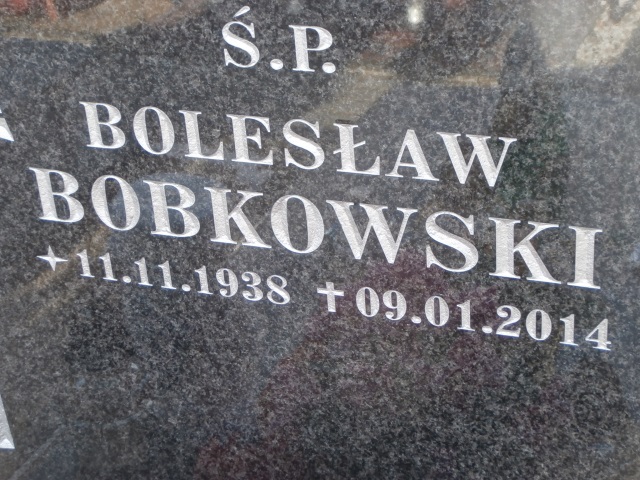 Ś.P.
BOLESŁAW
BOBKOWSKI
+11.11.1938 ✝09.01.2014